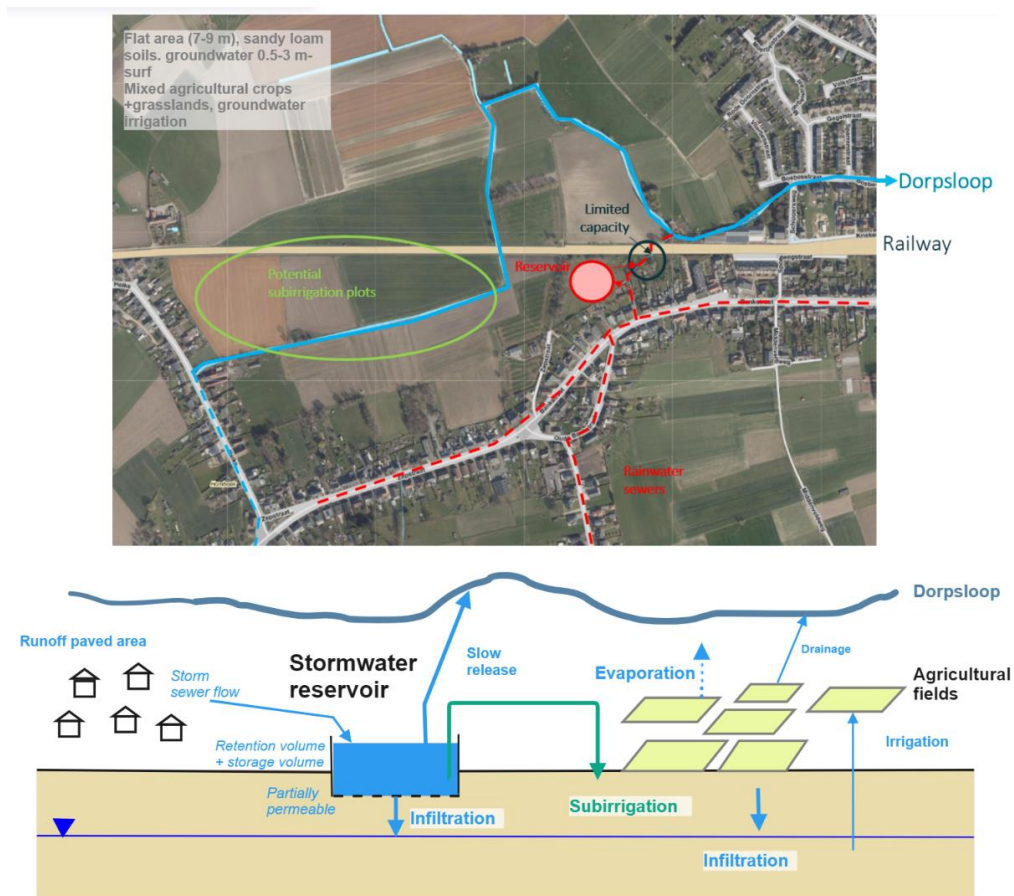 Flat area (7-9 m), sandy loam
soils. groundwater 0.5-3 m-
surf
Mixed agricultural crops
+grasslands, groundwater
irrigation
Dorpsloop
Limited
capacity
Railway
Reservoir
Potential
subirrigation plots
Rainwater
sewers
Zeestraat
Dorpsloop
Runoff paved area
Storm
sewer flow
Stormwater
reservoir
Slow
release
Evaporation
Drainage
Agricultural
fields
Retention volume
+ storage volume
Irrigation
Partially
permeable
Infiltration
Subirrigation
Infiltration